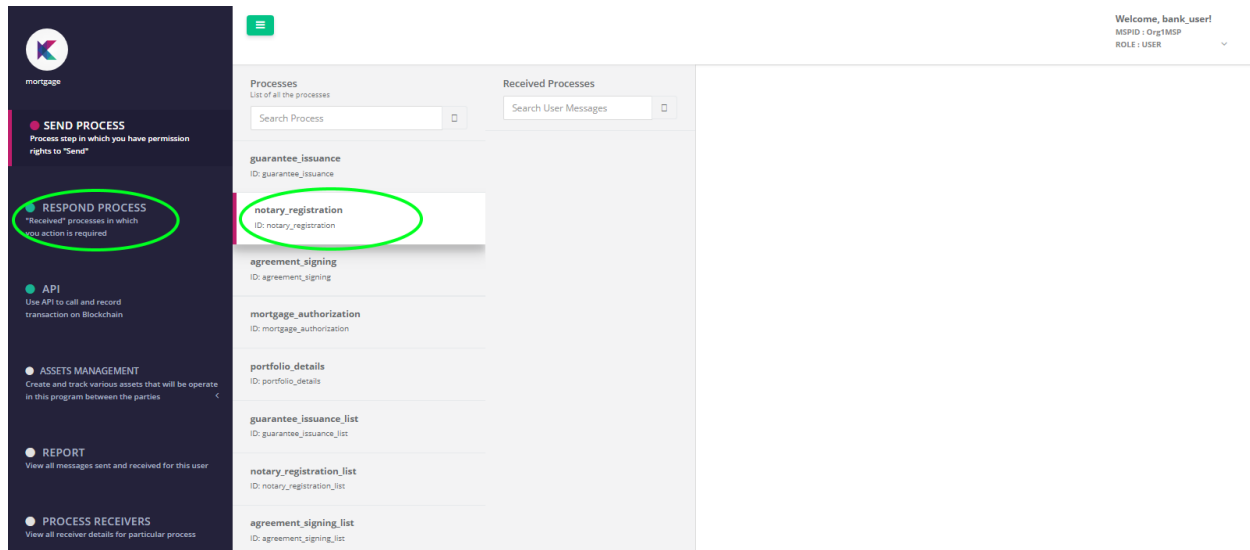 mortgage
SEND PROCESS
Process step in which you have permission
rights to "Send"
RESPOND PROCESS
"Received" processes in which
you action is required
API
Use API to call and record
transaction on Blockchain
ASSETS MANAGEMENT
Create and track various assets that will be operate
in this program between the parties
REPORT
View all messages sent and received for this user
PROCESS RECEIVERS
View all receiver details for particular process
Welcome, bank_user!
MSPID : Org1MSP
ROLE : USER
Processes
List of all the processes
Search Process
guarantee_issuance
ID: guarantee_issuance
notary_registration
ID: notary_registration
agreement_signing
ID: agreement_signing
mortgage_authorization
ID: mortgage_authorization
portfolio_details
ID: portfolio_details
guarantee_issuance_list
ID: guarantee_issuance_list
notary_registration_list
ID: notary_registration_list
agreement_signing_list
ID: agreement_signing_list
Received Processes
Search User Messages